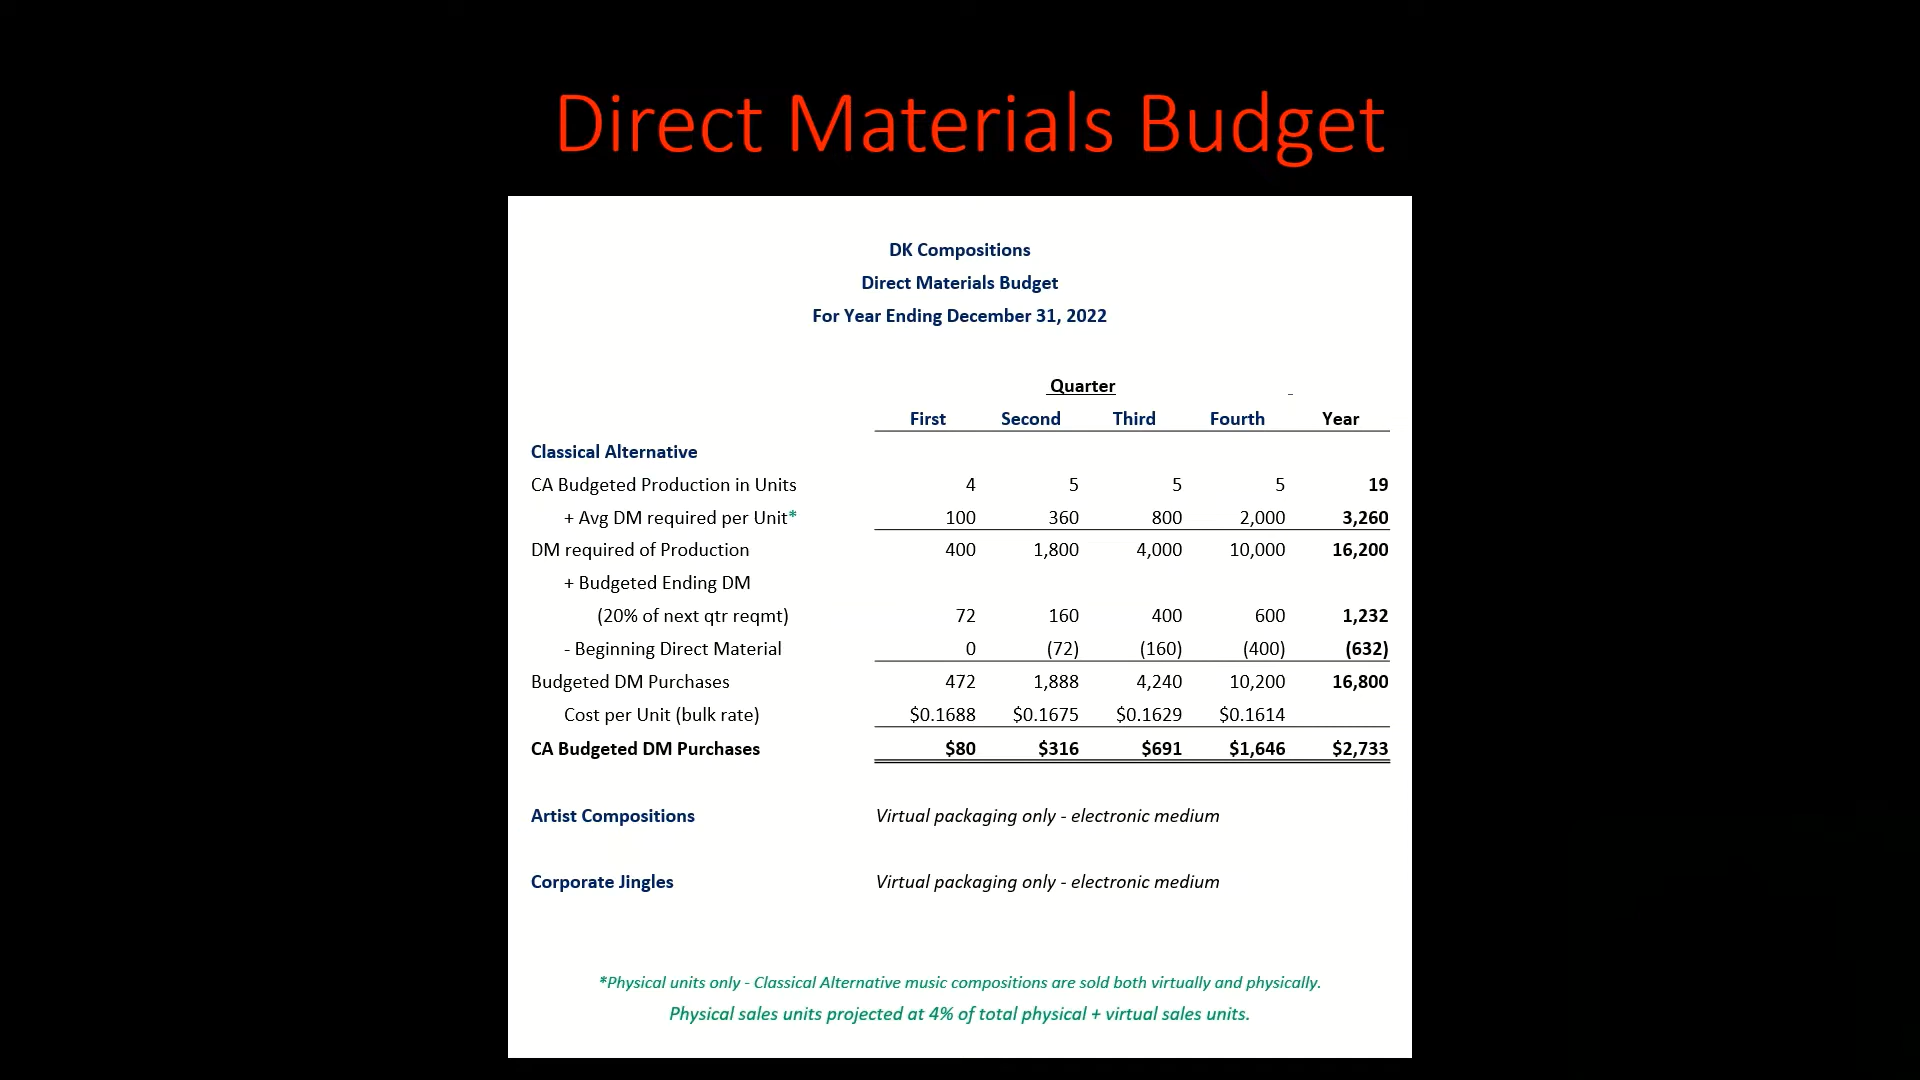 Direct Materials Budget
DK Compositions
Direct Materials Budget
For Year Ending December 31, 2022
Quarter
First Second Third Fourth Year
Classical Alternative
CA Budgeted Production in Units 4 5 5 5 19
+ Avg DM required per Unit* 100 360 800 2,000 3,260
DM required of Production 400 1,800 4,000 10,000 16,200
+ Budgeted Ending DM
(20% of next qtr reqmt) 72 160 400 600 1,232
- Beginning Direct Material 0 (72) (160) (400) (632)
Budgeted DM Purchases 472 1,888 4,240 10,200 16,800
Cost per Unit (bulk rate) $0.1688 $0.1675 $0.1629 $0.1614
CA Budgeted DM Purchases $80 $316 $691 $1,646 $2,733
Artist Compositions Virtual packaging only - electronic medium
Corporate Jingles Virtual packaging only - electronic medium
*Physical units only - Classical Alternative music compositions are sold both virtually and physically.
Physical sales units projected at 4% of total physical + virtual sales units.